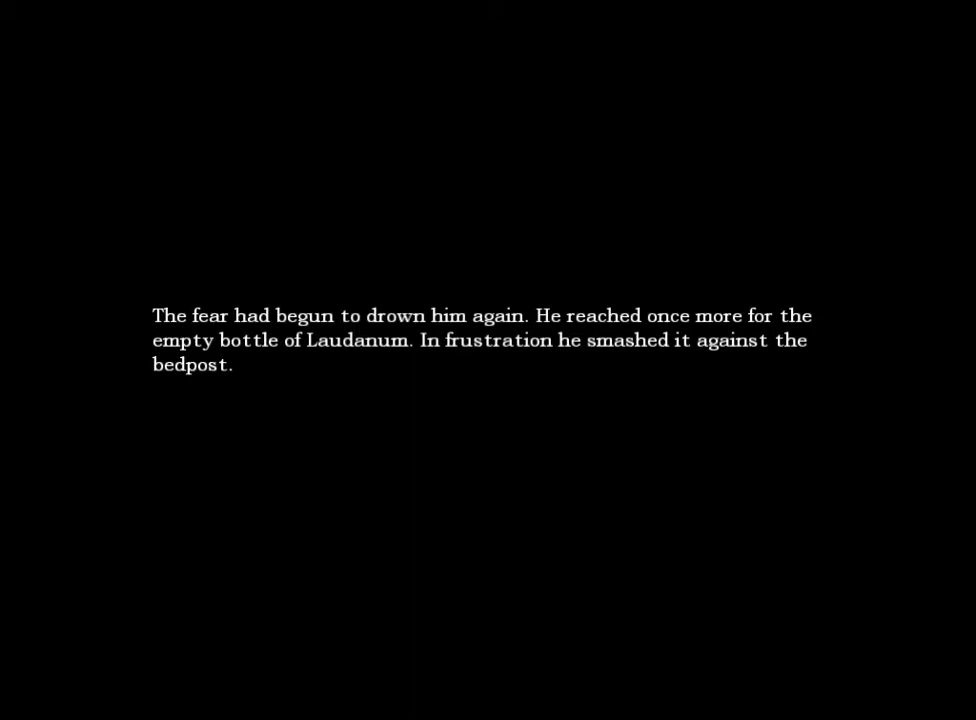 The fear had begun to drown him again. He reached once more for the
empty bottle of Laudanum. In frustration he smashed it against the
bedpost.